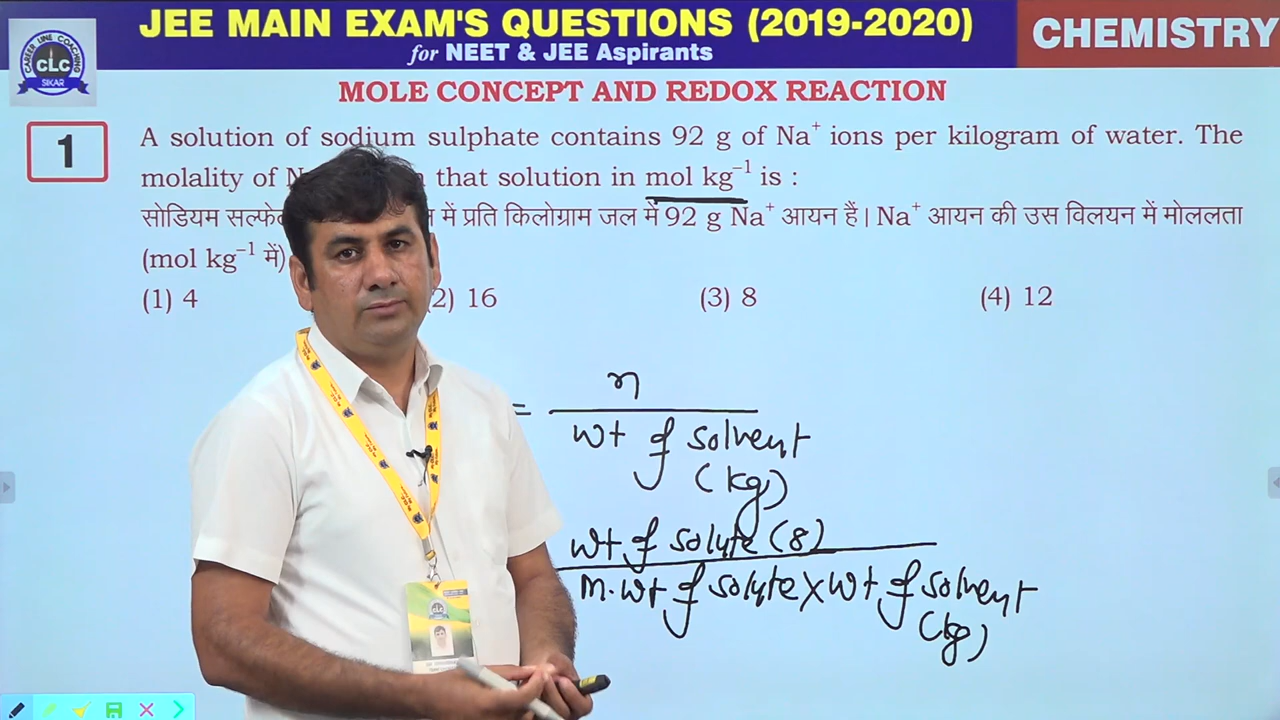 JEE MAIN EXAM'S QUESTIONS (2019-2020)
for NEET & JEE Aspirants
CHEMISTRY
CAREER LINE COACHING
CLC
SIKAR
MOLE CONCEPT AND REDOX REACTION
1
A solution of sodium sulphate contains 92 g of Na⁺ ions per kilogram of water. The
molality of that solution in mol kg⁻¹ is :
सोडियम में प्रति किलोग्राम जल में 92 g Na⁺ आयन हैं। Na⁺ आयन की उस विलयन में मोललता
(mol kg⁻¹ में)
(1) 4 (2) 16 (3) 8 (4) 12
= n
wt of solvent
(kg)
wt of solute (g)
m.wt of solute × wt of solvent
(kg)
CLC